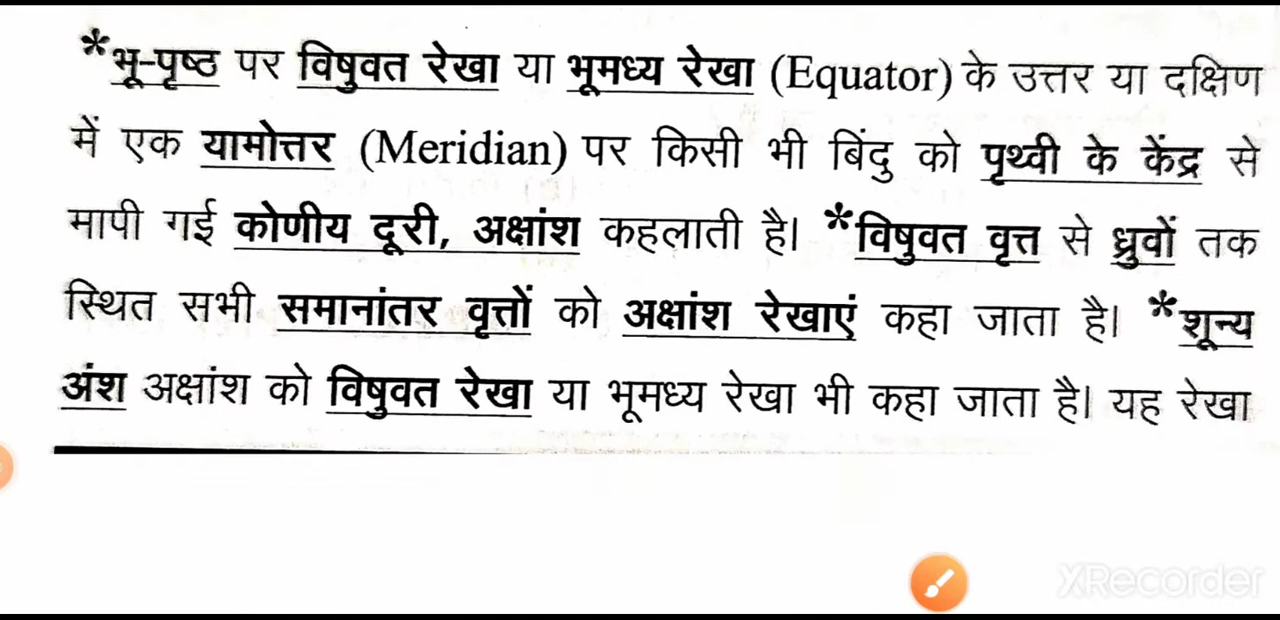 *भू-पृष्ठ पर विषुवत रेखा या भूमध्य रेखा (Equator) के उत्तर या दक्षिण
में एक यामोत्तर (Meridian) पर किसी भी बिंदु को पृथ्वी के केंद्र से
मापी गई कोणीय दूरी, अक्षांश कहलाती है। *विषुवत वृत्त से ध्रुवों तक
स्थित सभी समानांतर वृत्तों को अक्षांश रेखाएं कहा जाता है। *शून्य
अंश अक्षांश को विषुवत रेखा या भूमध्य रेखा भी कहा जाता है। यह रेखा
XRecorder